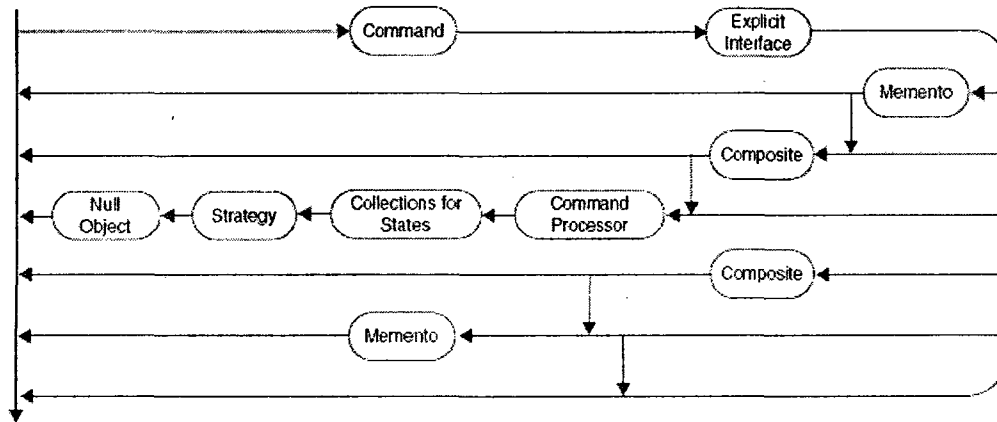 Command
Explicit
Interface
Memento
Composite
Null
Object
Strategy
Collections for
States
Command
Processor
Composite
Memento